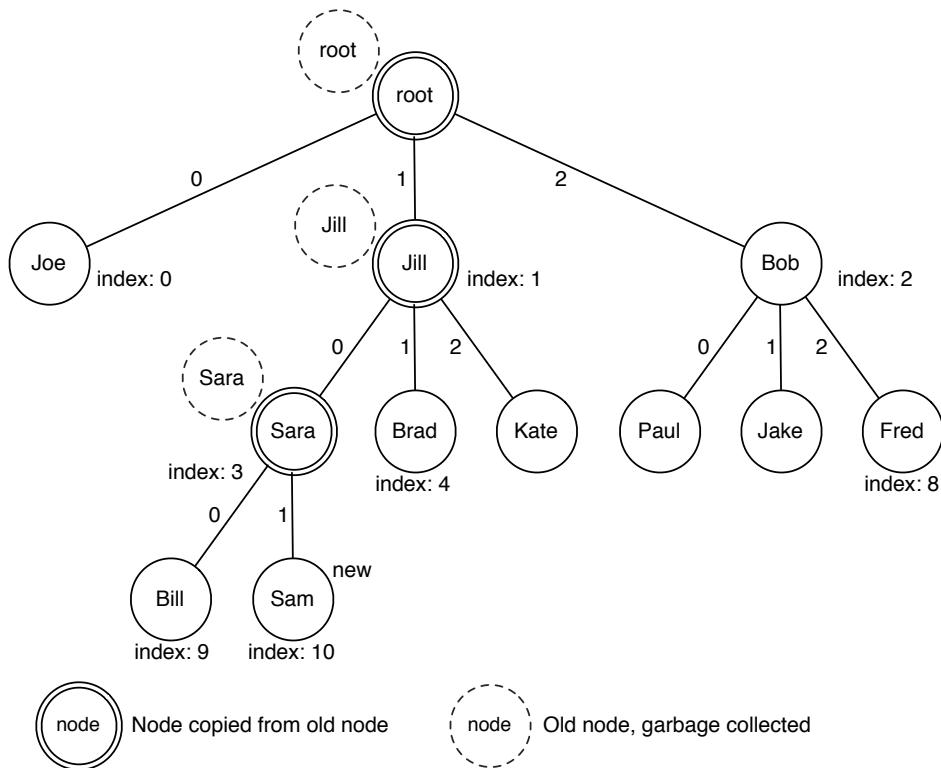 root
root
0
1
2
Jill
Joe
index: 0
Jill
index: 1
Bob
index: 2
0
1
2
0
1
2
Sara
Sara
index: 3
Brad
index: 4
Kate
Paul
Jake
Fred
index: 8
0
1
new
Bill
index: 9
Sam
index: 10
node
Node copied from old node
node
Old node, garbage collected